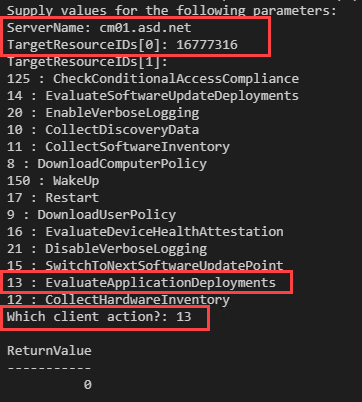 Supply values for the following parameters:
ServerName: cm01.asd.net
TargetResourceIDs[0]: 16777316
TargetResourceIDs[1]:
125 : CheckConditionalAccessCompliance
14 : EvaluateSoftwareUpdateDeployments
20 : EnableVerboseLogging
10 : CollectDiscoveryData
11 : CollectSoftwareInventory
8 : DownloadComputerPolicy
150 : WakeUp
17 : Restart
9 : DownloadUserPolicy
16 : EvaluateDeviceHealthAttestation
21 : DisableVerboseLogging
15 : SwitchToNextSoftwareUpdatePoint
13 : EvaluateApplicationDeployments
12 : CollectHardwareInventory
Which client action?: 13
ReturnValue
-----------
0